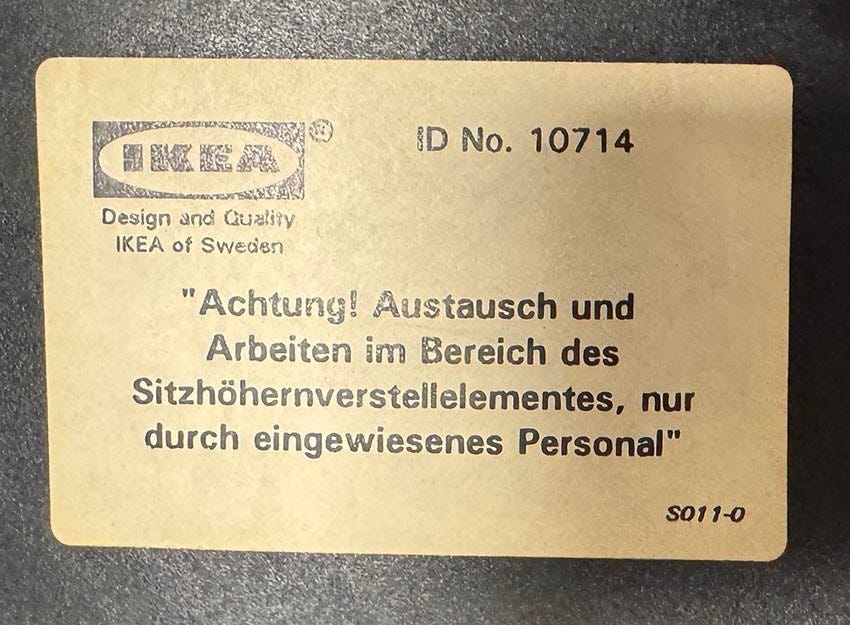 IKEA®
ID No. 10714
Design and Quality
IKEA of Sweden
"Achtung! Austausch und
Arbeiten im Bereich des
Sitzhöhernverstellelementes, nur
durch eingewiesenes Personal"
S011-0